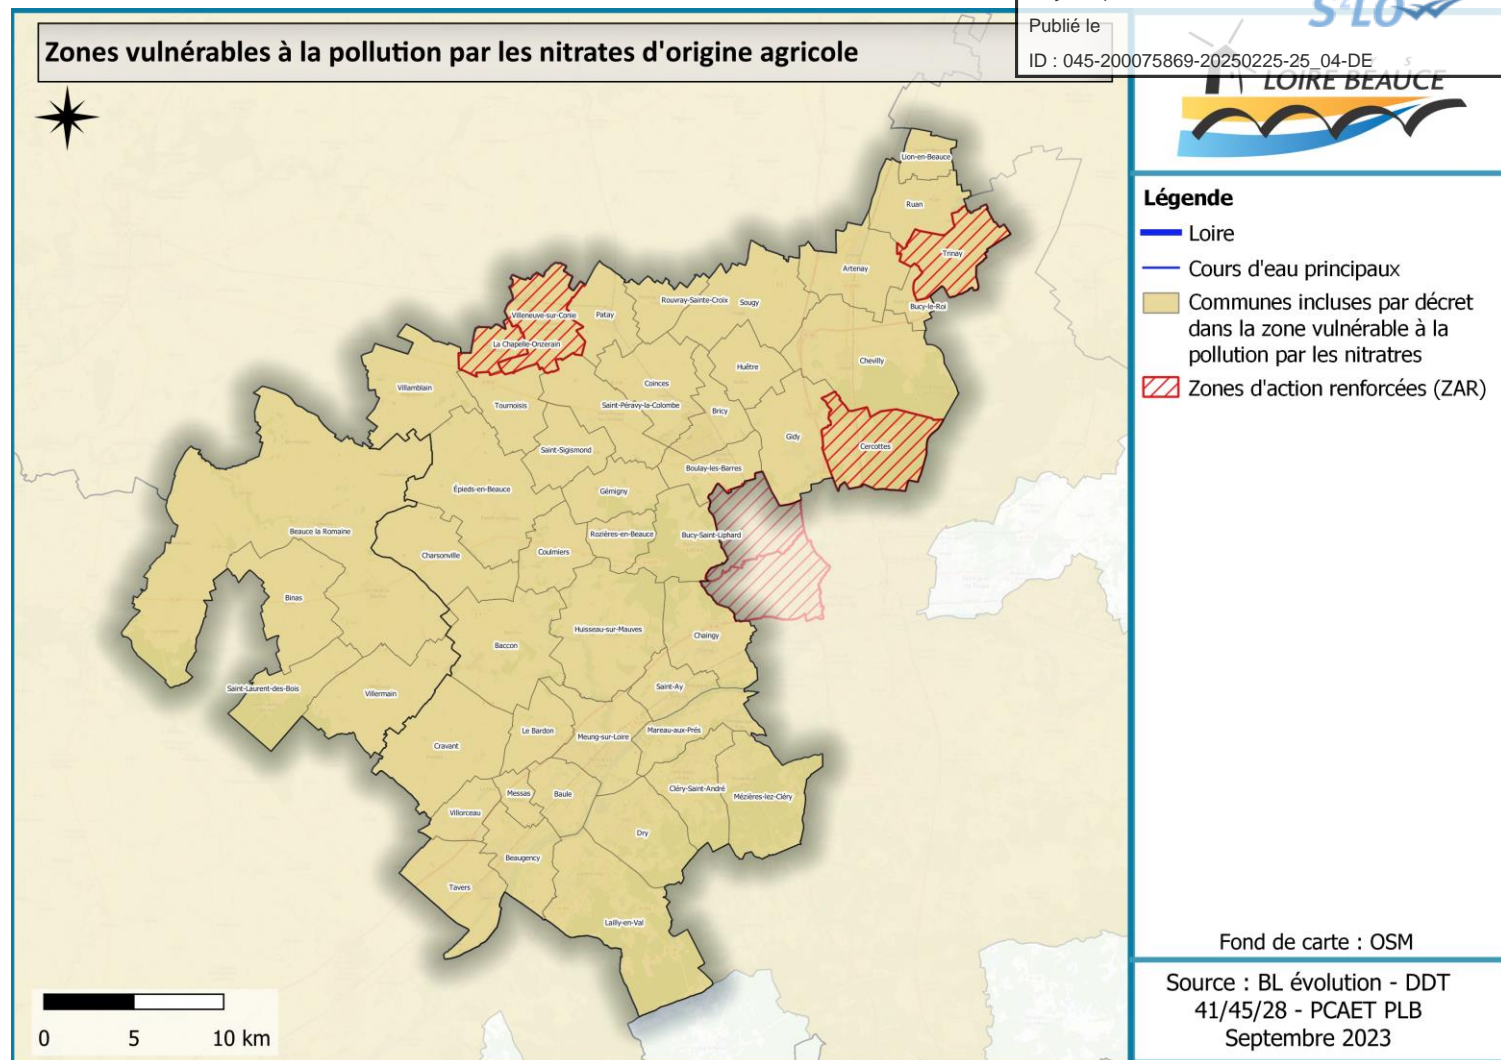 Publié le
S²LO
ID : 045-200075869-20250225-25_04-DE
Zones vulnérables à la pollution par les nitrates d'origine agricole
LOIRE BEAUCE
Légende
Loire
Cours d'eau principaux
Communes incluses par décret
dans la zone vulnérable à la
pollution par les nitratres
Zones d'action renforcées (ZAR)
Lion-en-Beauce
Ruan
Trinay
Artenay
Bucy-le-Roi
Rouvray-Sainte-Croix
Sougy
Villeneuve-sur-Conie
Patay
La Chapelle-Onzerain
Chevilly
Huêtre
Villamblain
Coinces
Tournoisis
Saint-Péravy-la-Colombe
Bricy
Gidy
Cercottes
Saint-Sigismond
Boulay-les-Barres
Épieds-en-Beauce
Gémigny
Beauce la Romaine
Rozières-en-Beauce
Bucy-Saint-Liphard
Charsonville
Coulmiers
Binas
Huisseau-sur-Mauves
Chaingy
Baccon
Saint-Laurent-des-Bois
Villermain
Saint-Ay
Le Bardon
Meung-sur-Loire
Mareau-aux-Prés
Cravant
Cléry-Saint-André
Mézières-lez-Cléry
Messas
Baule
Villorceau
Dry
Beaugency
Tavers
Lailly-en-Val
0 5 10 km
Fond de carte : OSM
Source : BL évolution - DDT
41/45/28 - PCAET PLB
Septembre 2023